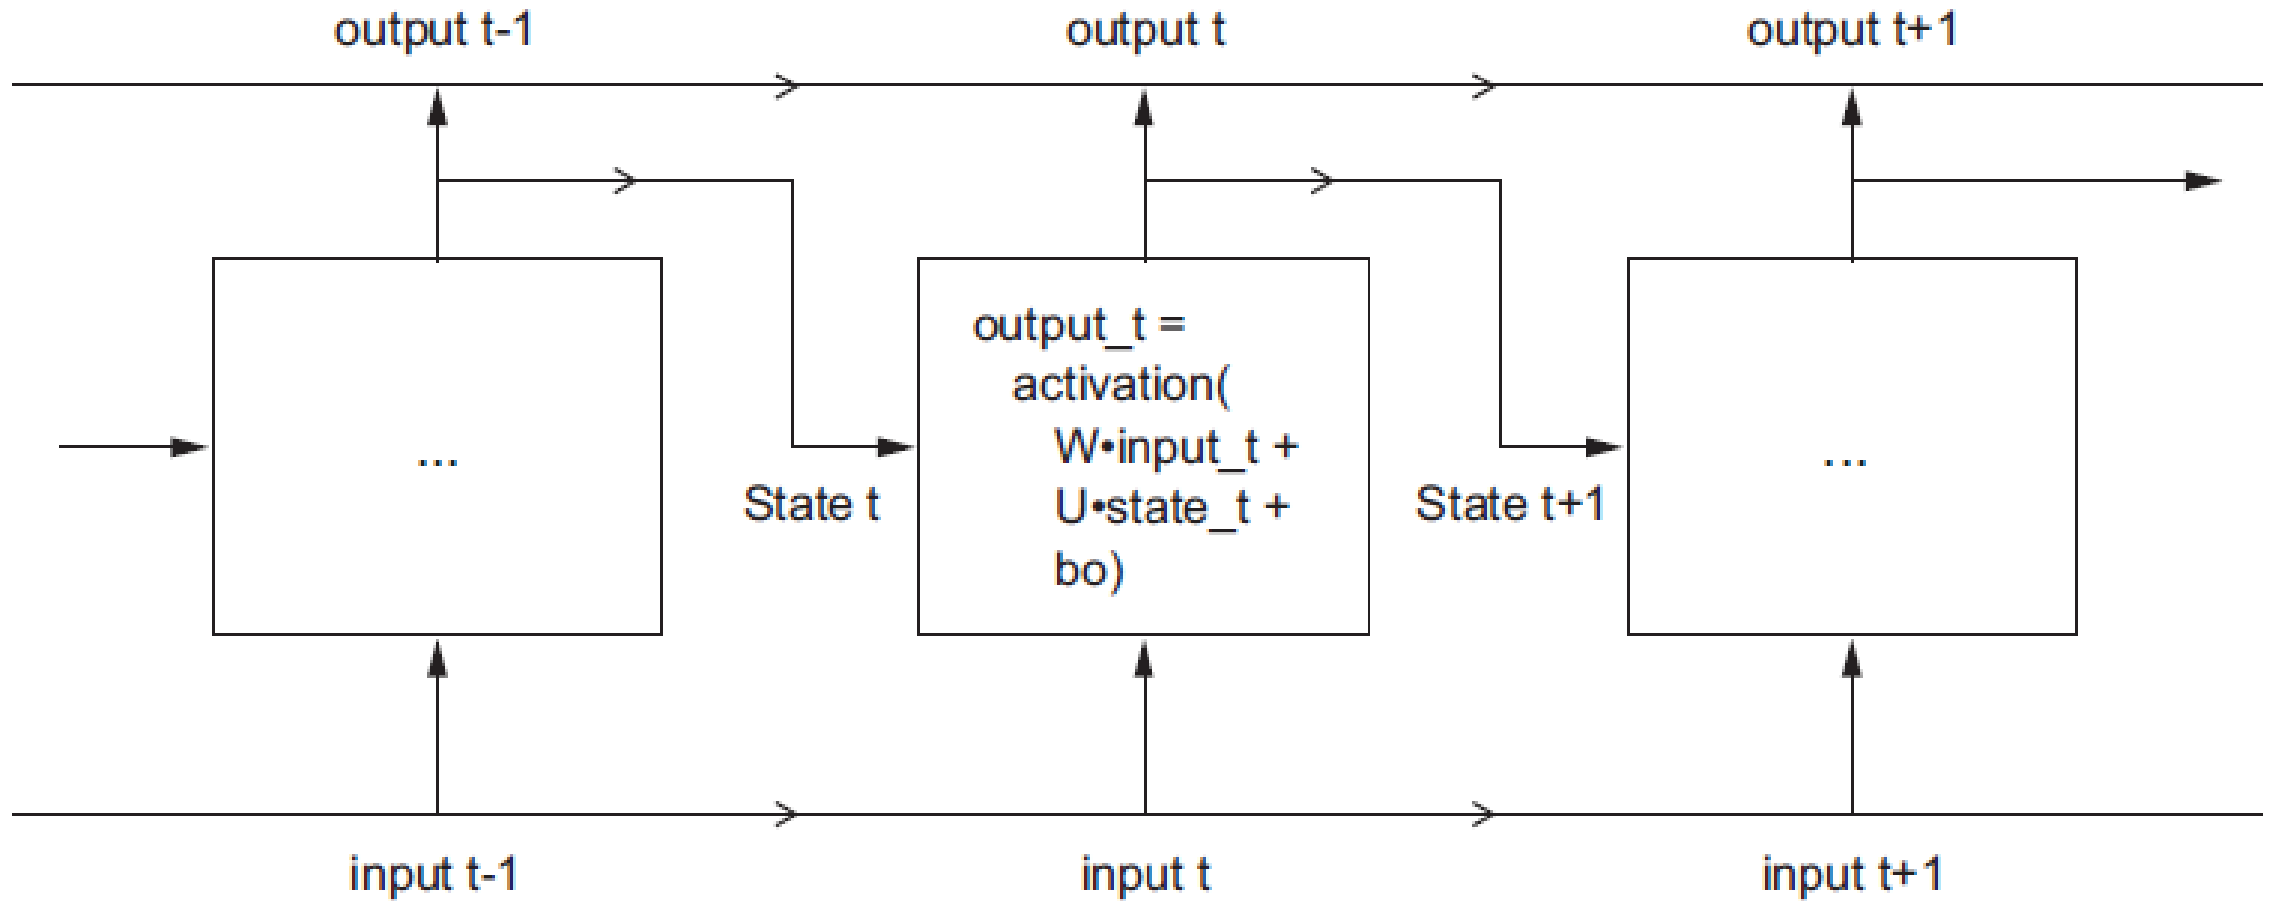 output t-1
output t
output t+1
...
output_t =
activation(
W•input_t +
U•state_t +
bo)
...
State t
State t+1
input t-1
input t
input t+1